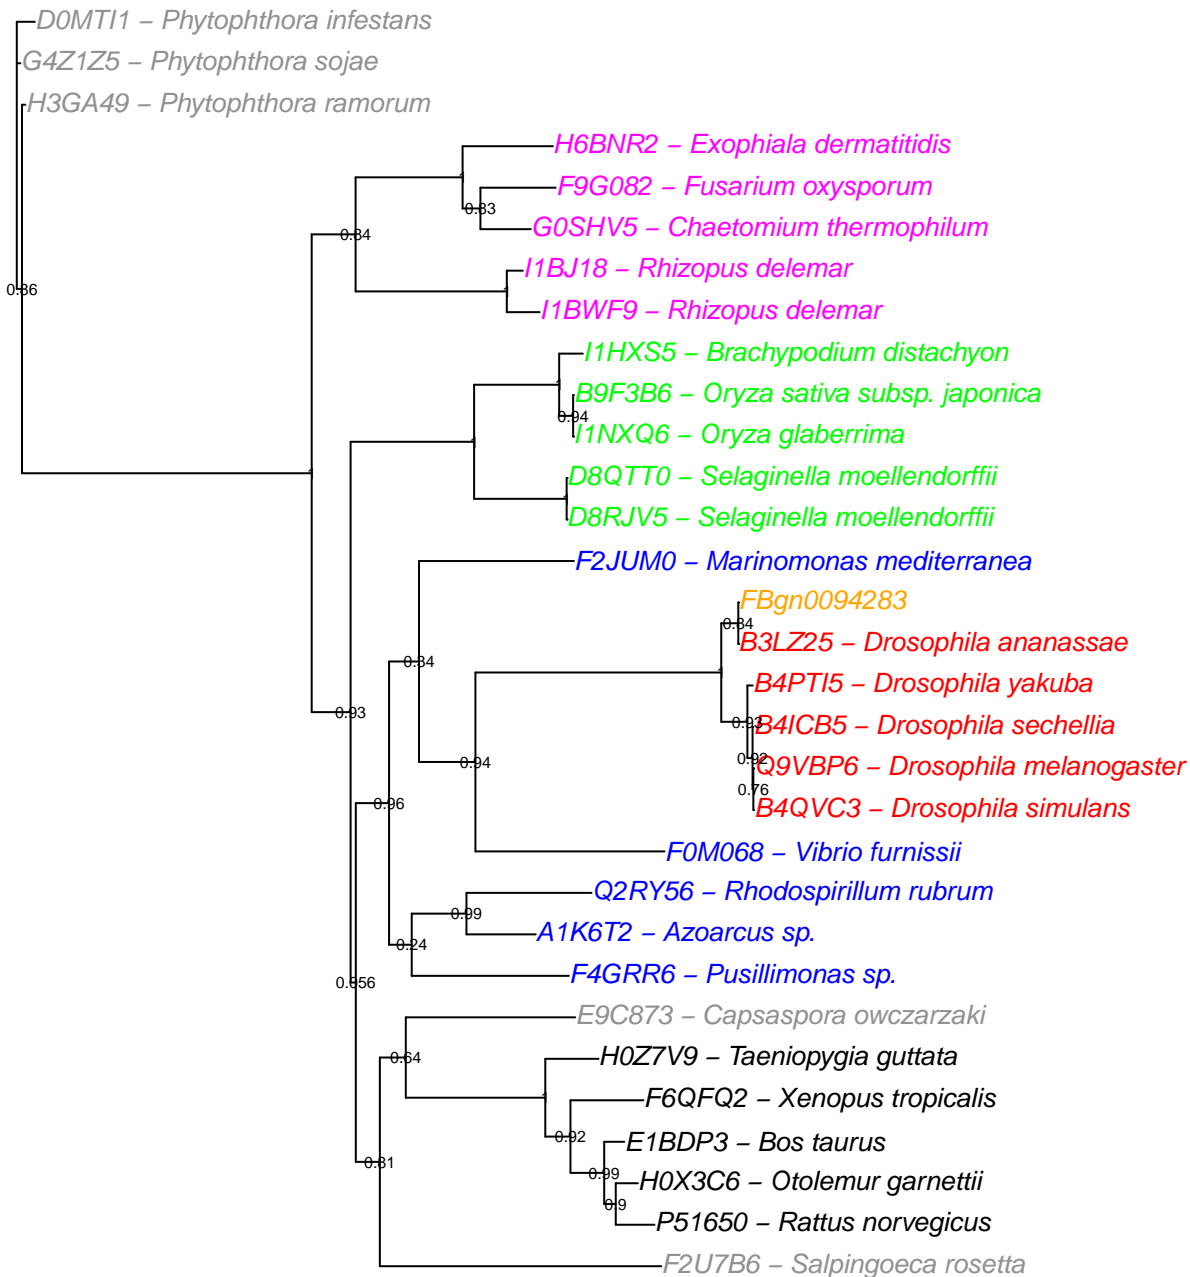 D0MTI1 – Phytophthora infestans
G4Z1Z5 – Phytophthora sojae
H3GA49 – Phytophthora ramorum
H6BNR2 – Exophiala dermatitidis
F9G082 – Fusarium oxysporum
0.83
G0SHV5 – Chaetomium thermophilum
0.84
I1BJ18 – Rhizopus delemar
0.86
1
I1BWF9 – Rhizopus delemar
I1HXS5 – Brachypodium distachyon
B9F3B6 – Oryza sativa subsp. japonica
0.94
I1NXQ6 – Oryza glaberrima
D8QTT0 – Selaginella moellendorffii
D8RJV5 – Selaginella moellendorffii
F2JUM0 – Marinomonas mediterranea
FBgn0094283
0.84
B3LZ25 – Drosophila ananassae
0.84
B4PTI5 – Drosophila yakuba
0.93
0.93
B4ICB5 – Drosophila sechellia
0.92
0.94
Q9VBP6 – Drosophila melanogaster
0.76
0.96
B4QVC3 – Drosophila simulans
F0M068 – Vibrio furnissii
Q2RY56 – Rhodospirillum rubrum
0.99
A1K6T2 – Azoarcus sp.
0.24
F4GRR6 – Pusillimonas sp.
0.056
E9C873 – Capsaspora owczarzaki
0.64
H0Z7V9 – Taeniopygia guttata
F6QFQ2 – Xenopus tropicalis
0.92
E1BDP3 – Bos taurus
0.81
0.99
H0X3C6 – Otolemur garnettii
0.9
P51650 – Rattus norvegicus
F2U7B6 – Salpingoeca rosetta